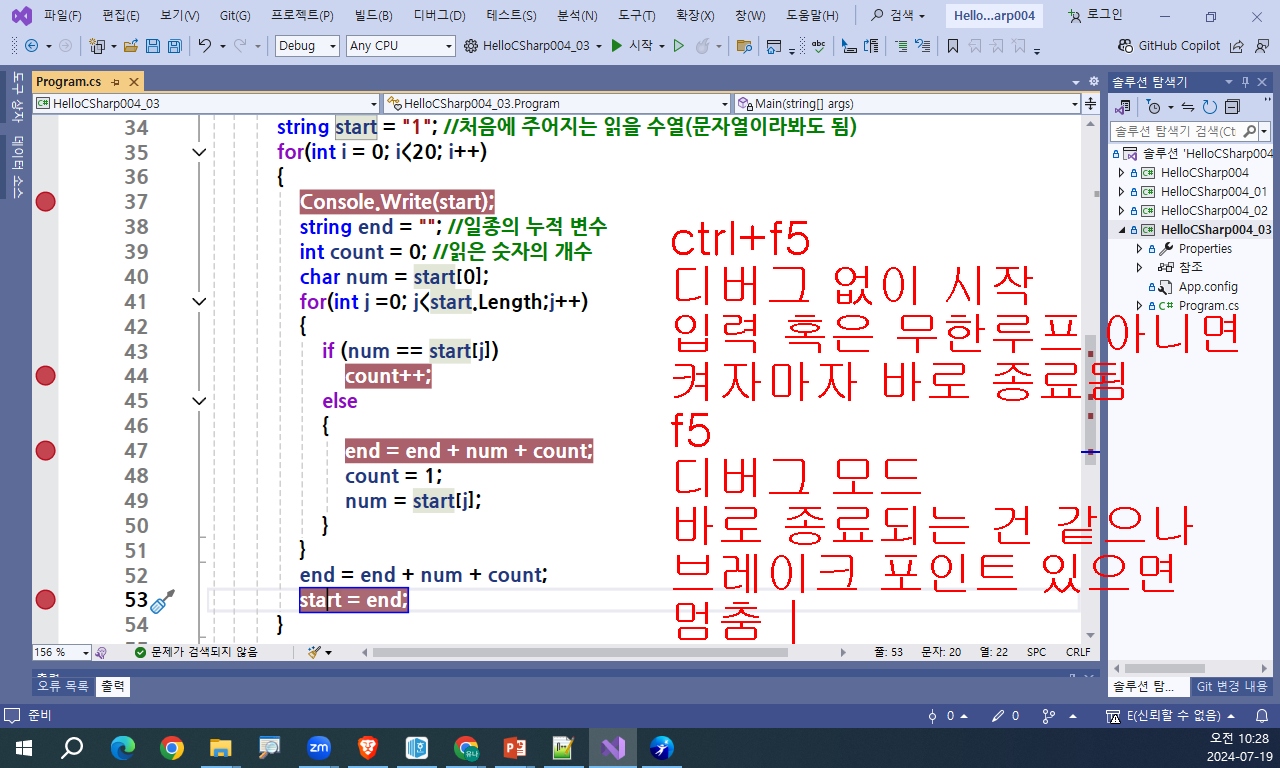 파일(F) 편집(E) 보기(V) Git(G) 프로젝트(P) 빌드(B) 디버그(D) 테스트(S) 분석(N) 도구(T) 확장(X) 창(W) 도움말(H) 검색 Hello...arp004 로그인
Debug Any CPU HelloCSharp004_03 시작 GitHub Copilot
도구 상자
데이터 소스
Program.cs
HelloCSharp004_03 HelloCSharp004_03.Program Main(string[] args)
34 string start = "1"; //처음에 주어지는 읽을 수열(문자열이라봐도 됨)
35 for(int i = 0; i<20; i++)
36 {
37 Console.Write(start);
38 string end = ""; //일종의 누적 변수
39 int count = 0; //읽은 숫자의 개수
40 char num = start[0];
41 for(int j =0; j<start.Length;j++)
42 {
43 if (num == start[j])
44 count++;
45 else
46 {
47 end = end + num + count;
48 count = 1;
49 num = start[j];
50 }
51 }
52 end = end + num + count;
53 start = end;
54 }
ctrl+f5
디버그 없이 시작
입력 혹은 무한루프 아니면
켜자마자 바로 종료됨
f5
디버그 모드
바로 종료되는 건 같으나
브레이크 포인트 있으면
멈춤
솔루션 탐색기
솔루션 탐색기 검색(Ct
솔루션 'HelloCSharp004
HelloCSharp004
HelloCSharp004_01
HelloCSharp004_02
HelloCSharp004_03
Properties
참조
App.config
Program.cs
156 % 문제가 검색되지 않음 줄: 53 문자: 20 열: 22 SPC CRLF
오류 목록 출력
솔루션 탐... Git 변경 내용
준비 0 0 E(신뢰할 수 없음)
zm
유나
오전 10:28
2024-07-19